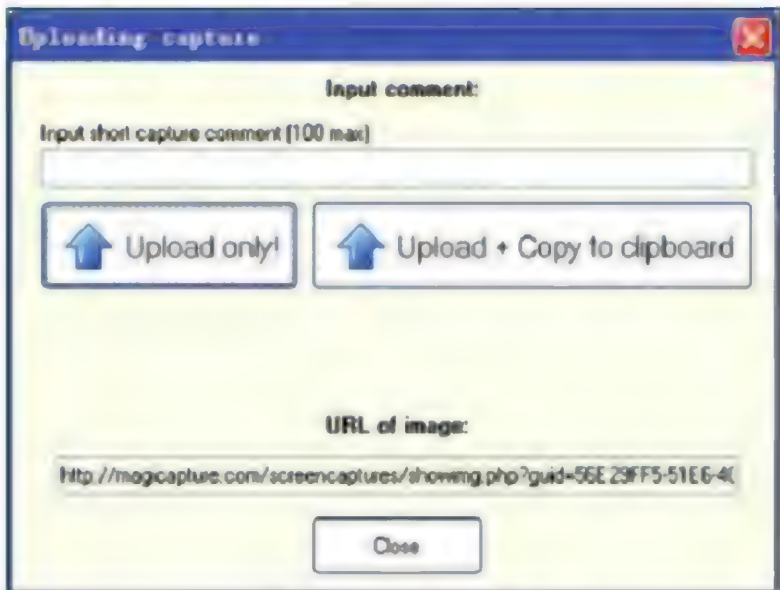 Uploading capture
Input comment:
Input short capture comment (100 max)
Upload only!
Upload + Copy to clipboard
URL of image:
http://magicapture.com/screencaptures/showimg.php?guid=56E29FF5-51E6-4C
Close